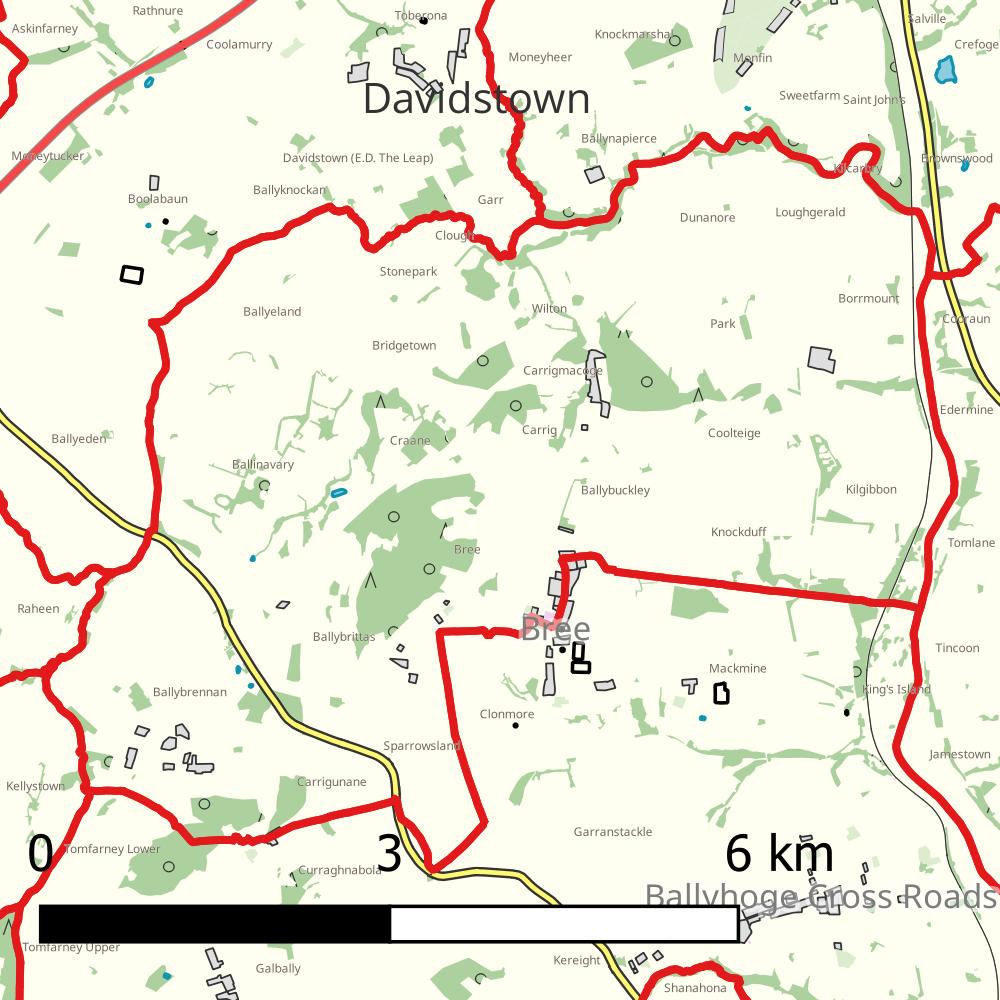 Rathnure
Toberona
Salville
Askinfarney
Coolamurry
Knockmarshal
Crefoge
Moneyheer
Monfin
Davidstown
Sweetfarm
Saint John's
Ballynapierce
Moneytucker
Davidstown (E.D. The Leap)
Brownswood
Kilcarbry
Ballyknockan
Boolabaun
Garr
Dunanore
Loughgerald
Clough
Stonepark
Borrmount
Ballyeland
Wilton
Park
Cooraun
Bridgetown
Carrigmacoge
Edermine
Carrig
Coolteige
Ballyeden
Craane
Ballinavary
Ballybuckley
Kilgibbon
Knockduff
Tomlane
Bree
Raheen
Ballybrittas
Bree
Tincoon
Mackmine
Ballybrennan
King's Island
Clonmore
Sparrowsland
Jamestown
Kellystown
Carrigunane
Garranstackle
Tomfarney Lower
0 3 6 km
Curraghnabola
Ballyhoge Cross Roads
Tomfarney Upper
Galbally
Kereight
Shanahona